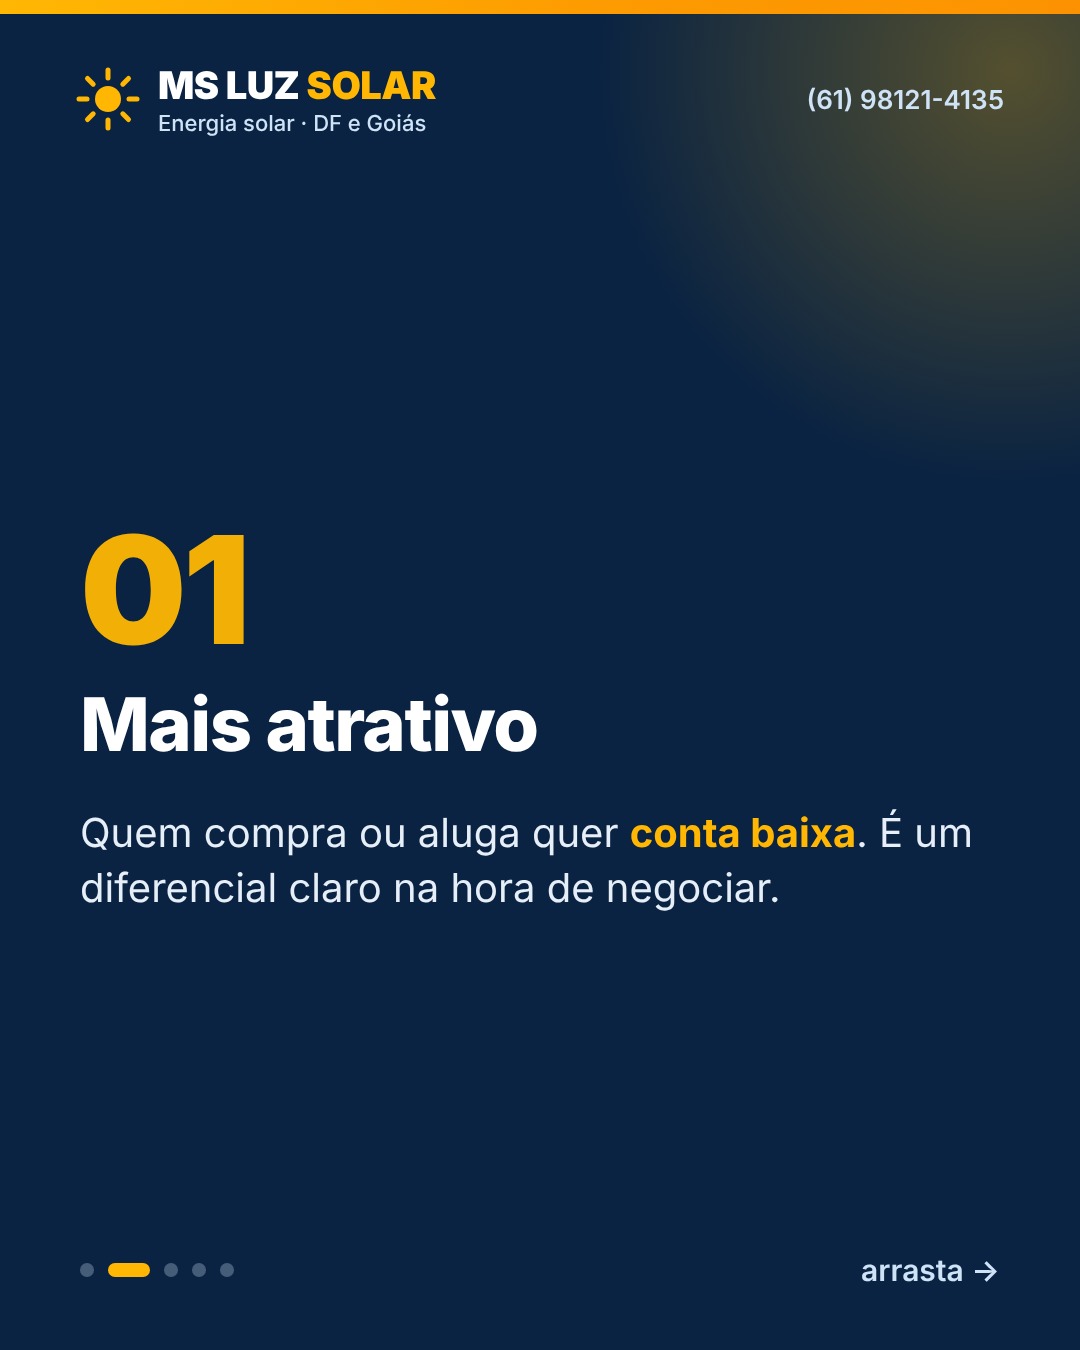 MS LUZ SOLAR
Energia solar · DF e Goiás
(61) 98121-4135
01
Mais atrativo
Quem compra ou aluga quer conta baixa. É um
diferencial claro na hora de negociar.
arrasta →